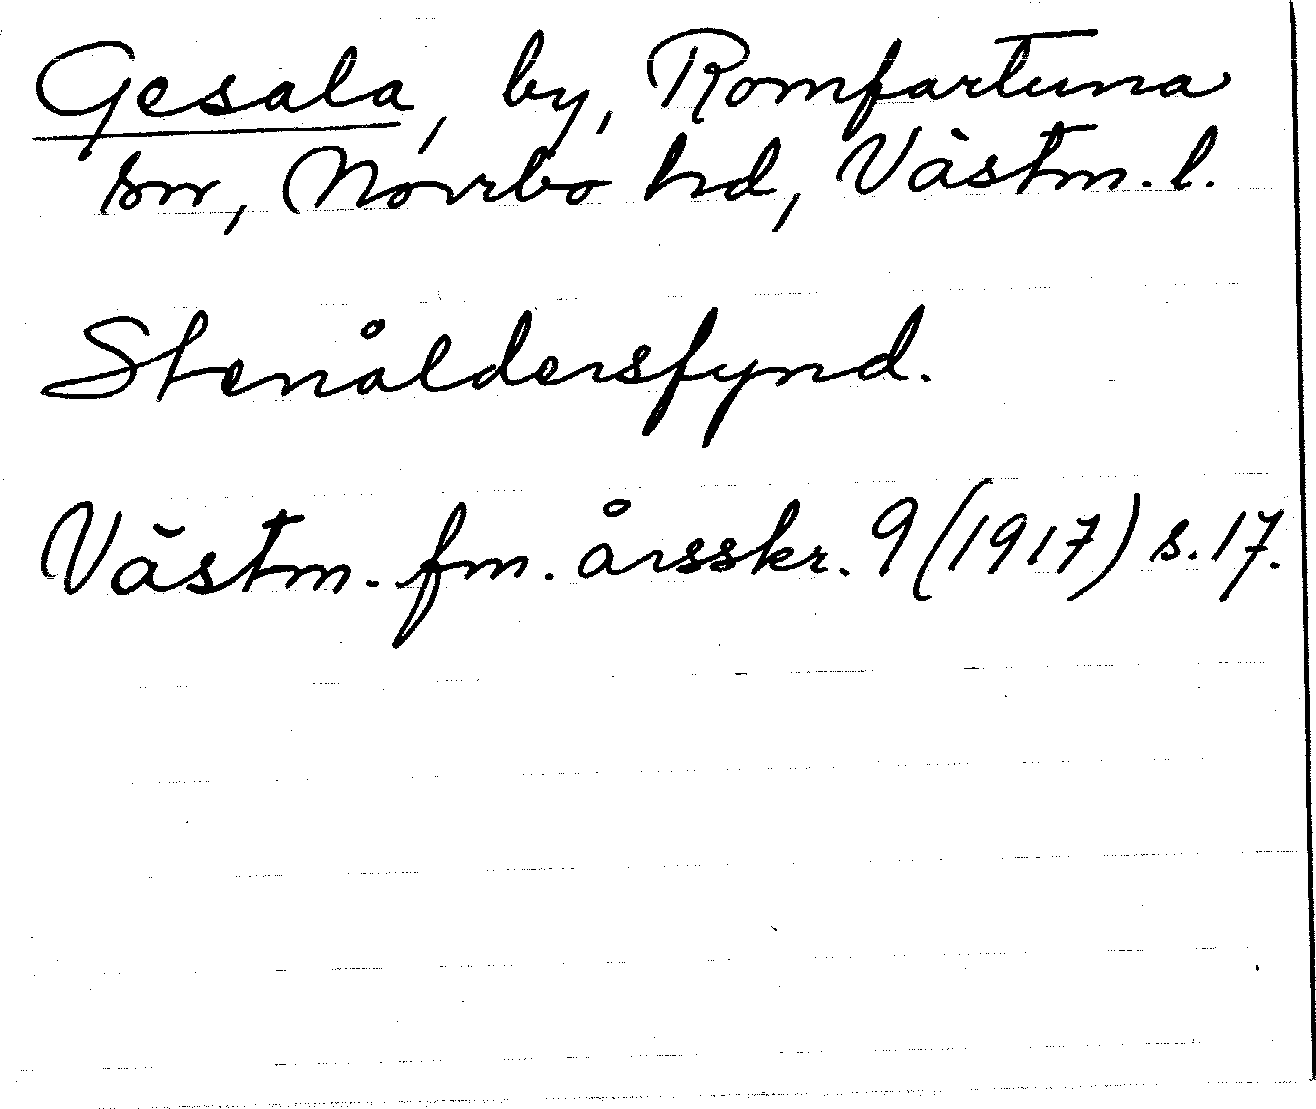 Gesala, by, Romfartuna
sn, Norrbo hd, Västm. l.
Stenåldersfynd.
Västm. fm. årsskr. 9 (1917) s. 17.